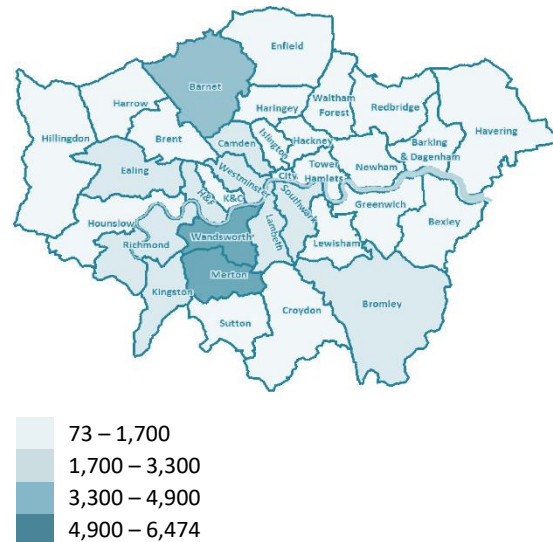 Enfield
Barnet
Harrow
Haringey
Waltham
Forest
Redbridge
Havering
Hillingdon
Brent
Camden
Islington
Hackney
Barking
& Dagenham
Ealing
Westminster
City
Tower
Hamlets
Newham
H&F
K&C
Southwark
Greenwich
Hounslow
Bexley
Richmond
Wandsworth
Lambeth
Lewisham
Merton
Kingston
Bromley
Sutton
Croydon
73 – 1,700
1,700 – 3,300
3,300 – 4,900
4,900 – 6,474